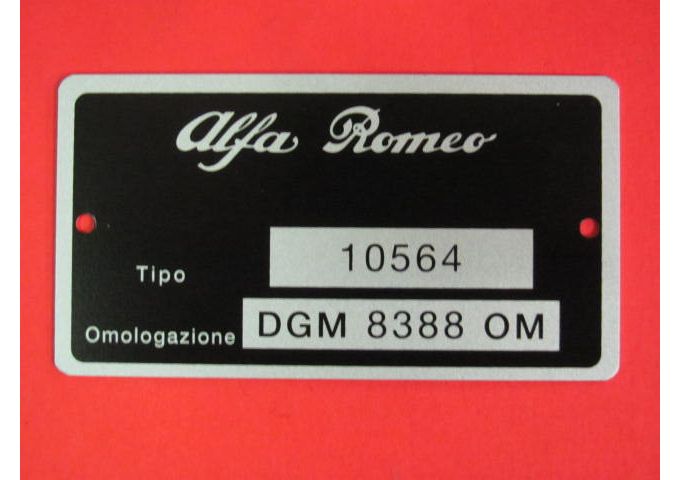 Alfa Romeo
Tipo 10564
Omologazione DGM 8388 OM